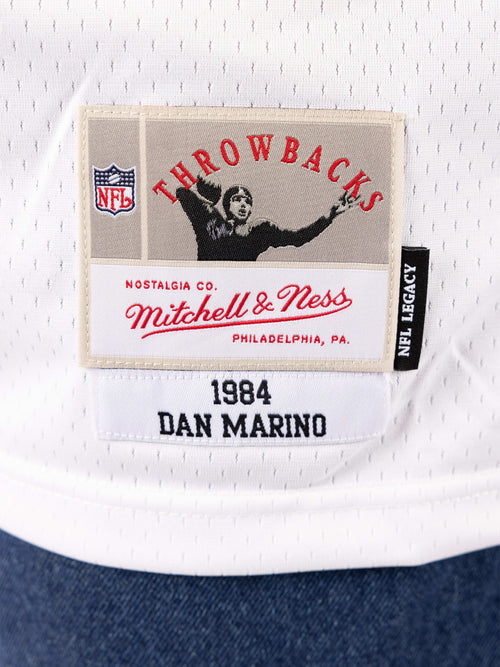 THROWBACKS
NFL
NOSTALGIA CO.
Mitchell & Ness
PHILADELPHIA, PA.
NFL LEGACY
1984
DAN MARINO